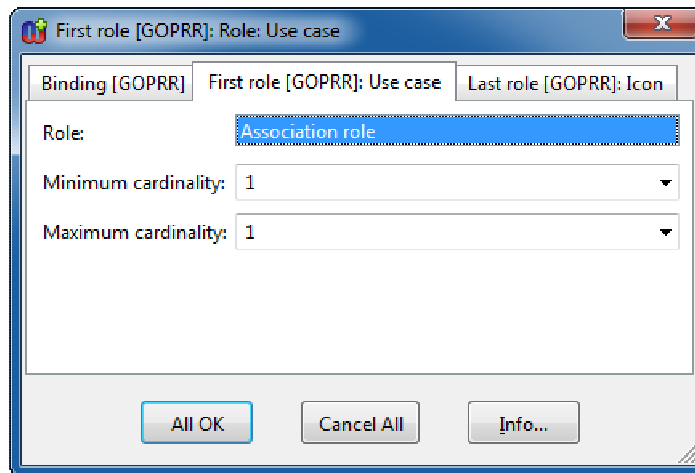 First role [GOPRR]: Role: Use case
Binding [GOPRR] First role [GOPRR]: Use case Last role [GOPRR]: Icon
Role: Association role
Minimum cardinality: 1
Maximum cardinality: 1
All OK Cancel All Info...